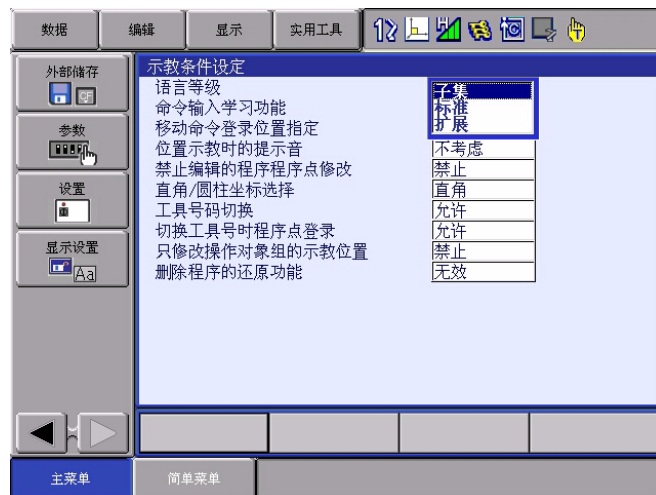 数据 编辑 显示 实用工具
外部储存
CF
参数
设置
显示设置
Aa
示教条件设定
语言等级 子集
标准
扩展
命令输入学习功能
移动命令登录位置指定
位置示教时的提示音 不考虑
禁止编辑的程序程序点修改 禁止
直角/圆柱坐标选择 直角
工具号码切换 允许
切换工具号时程序点登录 允许
只修改操作对象组的示教位置 禁止
删除程序的还原功能 无效
主菜单 简单菜单